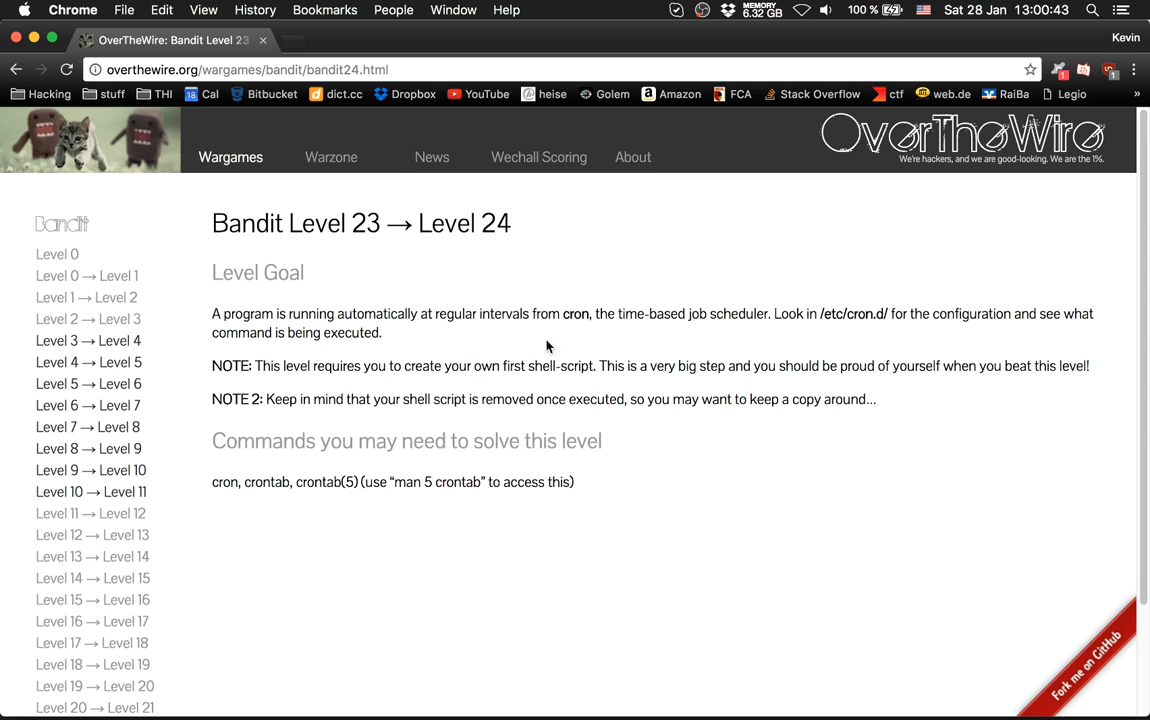 Chrome File Edit View History Bookmarks People Window Help MEMORY 6.32 GB 100 % Sat 28 Jan 13:00:43
OverTheWire: Bandit Level 23
Kevin
overthewire.org/wargames/bandit/bandit24.html
Hacking stuff THI 18 Cal Bitbucket dict.cc Dropbox YouTube heise Golem Amazon FCA Stack Overflow ctf web.de RaiBa Legio »
OverTheWire
We're hackers, and we are good-looking. We are the 1%.
Wargames Warzone News Wechall Scoring About
Bandit
Level 0
Level 0 → Level 1
Level 1 → Level 2
Level 2 → Level 3
Level 3 → Level 4
Level 4 → Level 5
Level 5 → Level 6
Level 6 → Level 7
Level 7 → Level 8
Level 8 → Level 9
Level 9 → Level 10
Level 10 → Level 11
Level 11 → Level 12
Level 12 → Level 13
Level 13 → Level 14
Level 14 → Level 15
Level 15 → Level 16
Level 16 → Level 17
Level 17 → Level 18
Level 18 → Level 19
Level 19 → Level 20
Level 20 → Level 21
Bandit Level 23 → Level 24
Level Goal
A program is running automatically at regular intervals from cron, the time-based job scheduler. Look in /etc/cron.d/ for the configuration and see what
command is being executed.
NOTE: This level requires you to create your own first shell-script. This is a very big step and you should be proud of yourself when you beat this level!
NOTE 2: Keep in mind that your shell script is removed once executed, so you may want to keep a copy around...
Commands you may need to solve this level
cron, crontab, crontab(5) (use “man 5 crontab” to access this)
Fork me on GitHub